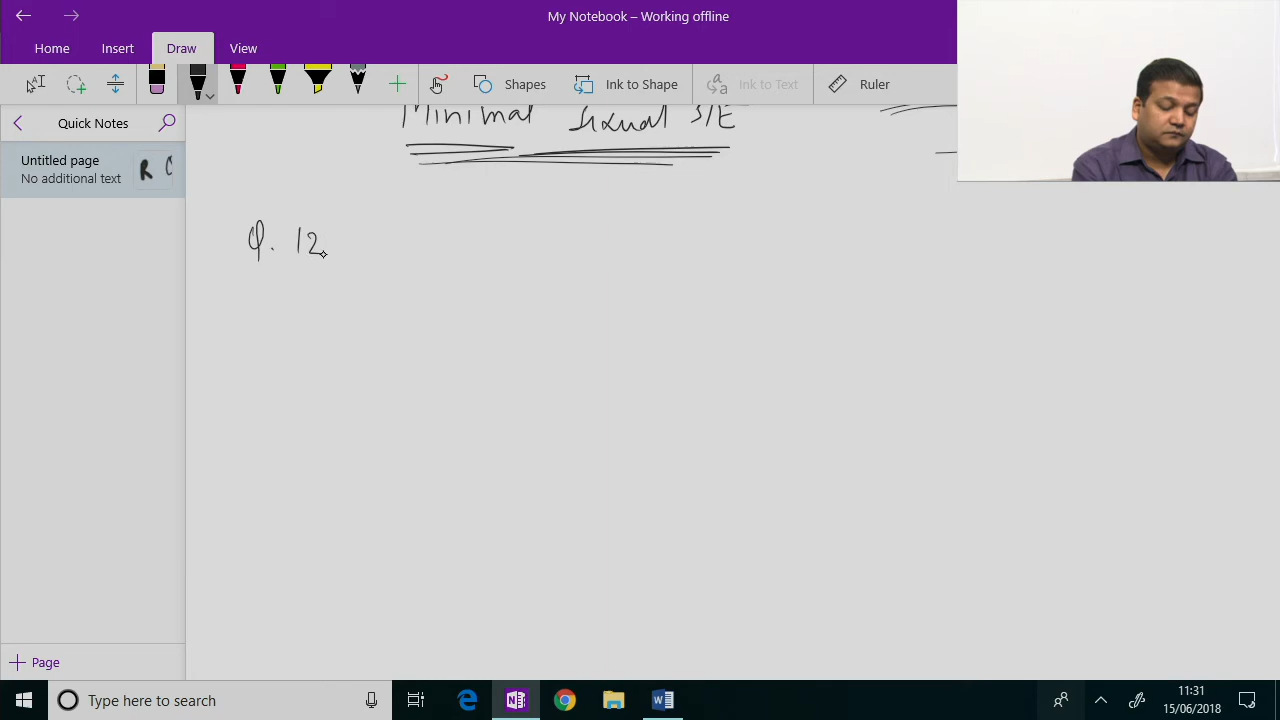 My Notebook – Working offline
Home Insert Draw View
Shapes Ink to Shape Ink to Text Ruler
Quick Notes
Minimal Sexual S/E
Untitled page
No additional text
R
Q. 12
Page
Type here to search
11:31
15/06/2018